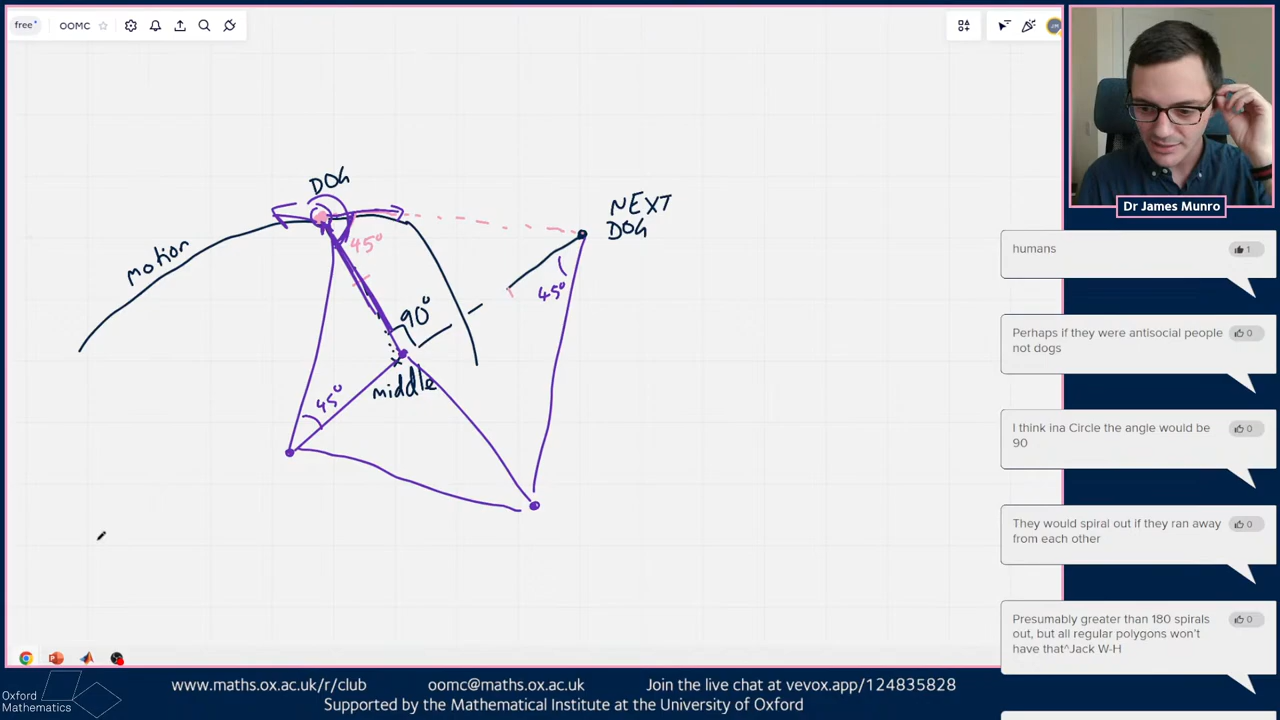 free
OOMC
DOG
NEXT
DOG
motion
45°
90°
45°
middle
45°
Dr James Munro
humans
1
Perhaps if they were antisocial people
not dogs
0
I think ina Circle the angle would be
90
0
They would spiral out if they ran away
from each other
0
Presumably greater than 180 spirals
out, but all regular polygons won't
have that^Jack W-H
0
Oxford
Mathematics
www.maths.ox.ac.uk/r/club oomc@maths.ox.ac.uk Join the live chat at vevox.app/124835828
Supported by the Mathematical Institute at the University of Oxford